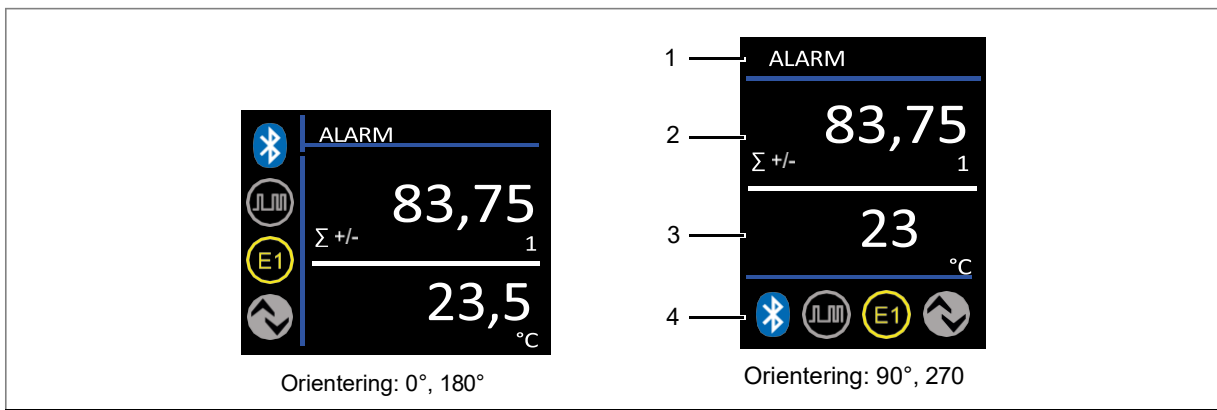 ALARM
83,75
∑ +/-
1
E1
23,5
°C
Orientering: 0°, 180°
1
ALARM
2
83,75
∑ +/-
1
3
23
°C
4
E1
Orientering: 90°, 270